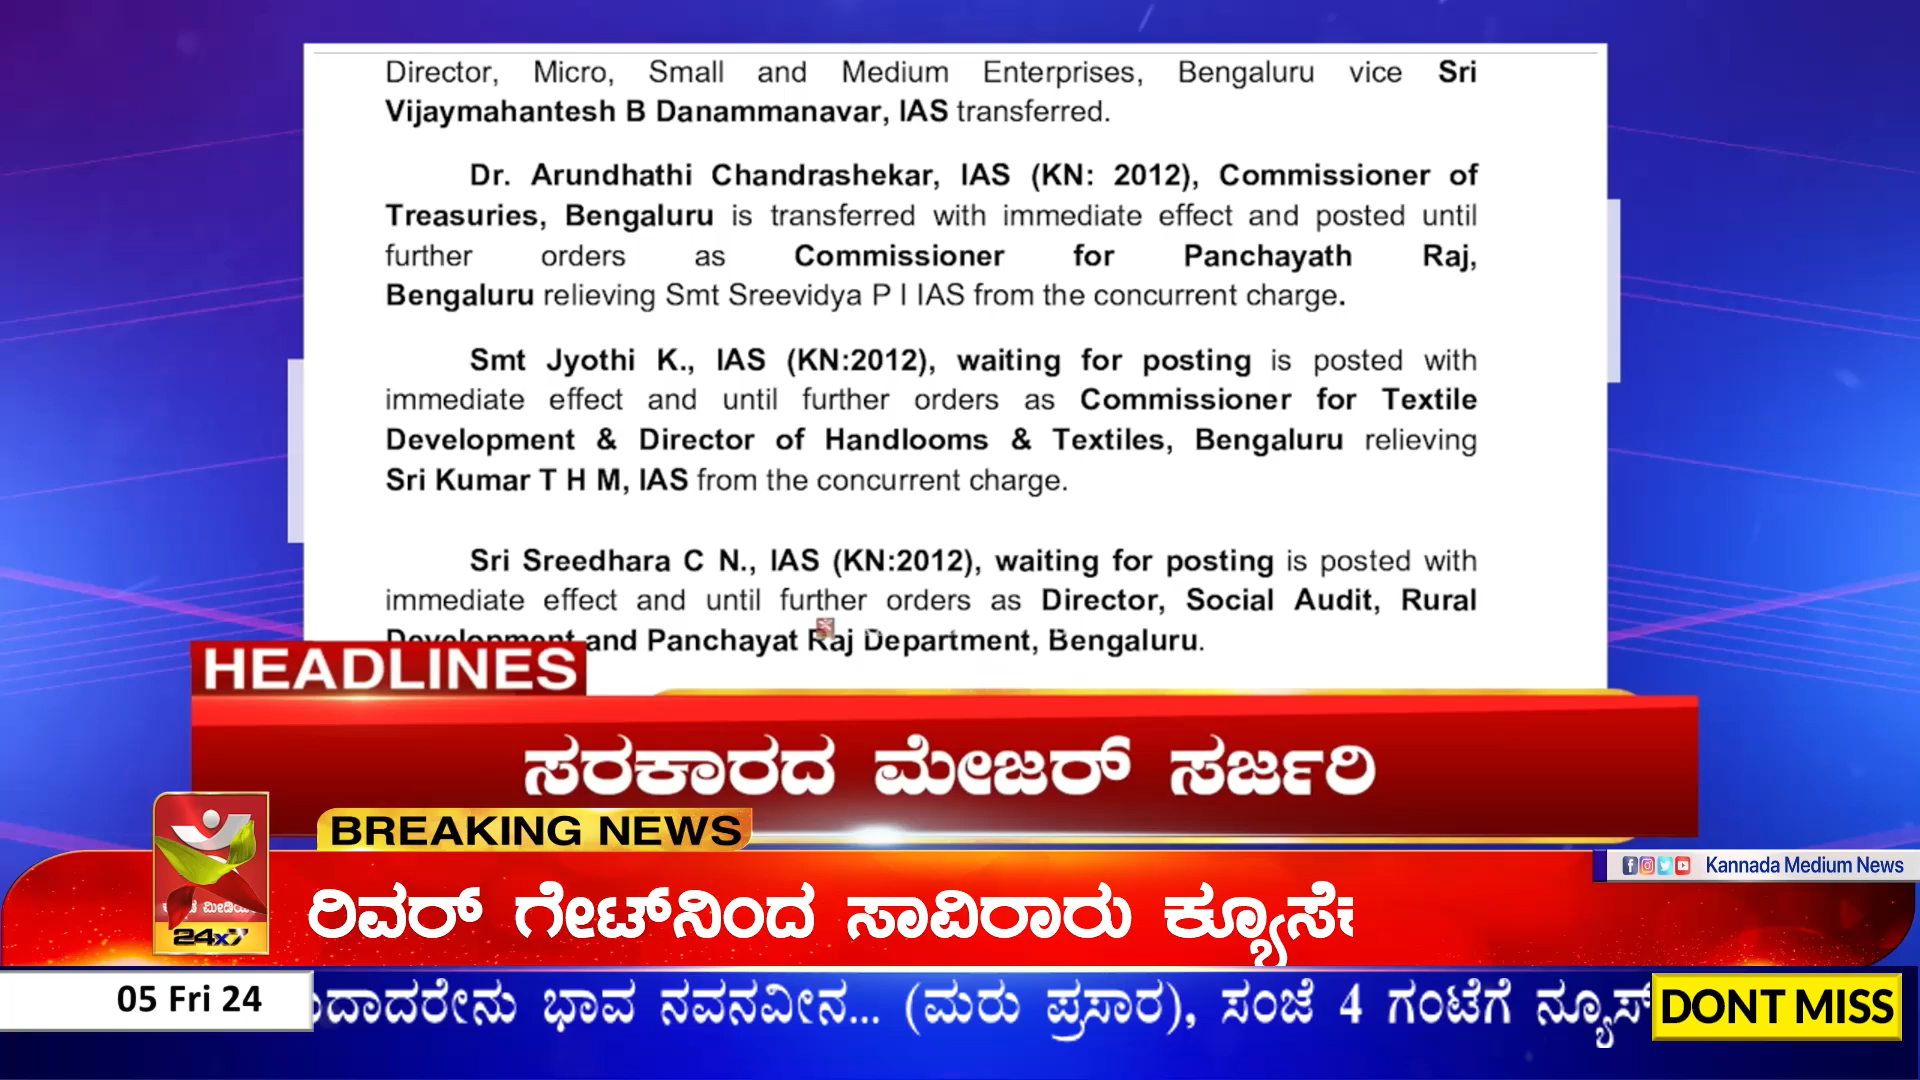 Director, Micro, Small and Medium Enterprises, Bengaluru vice Sri
Vijaymahantesh B Danammanavar, IAS transferred.
Dr. Arundhathi Chandrashekar, IAS (KN: 2012), Commissioner of
Treasuries, Bengaluru is transferred with immediate effect and posted until
further orders as Commissioner for Panchayath Raj,
Bengaluru relieving Smt Sreevidya P I IAS from the concurrent charge.
Smt Jyothi K., IAS (KN:2012), waiting for posting is posted with
immediate effect and until further orders as Commissioner for Textile
Development & Director of Handlooms & Textiles, Bengaluru relieving
Sri Kumar T H M, IAS from the concurrent charge.
Sri Sreedhara C N., IAS (KN:2012), waiting for posting is posted with
immediate effect and until further orders as Director, Social Audit, Rural
Development and Panchayat Raj Department, Bengaluru.
HEADLINES
ಸರಕಾರದ ಮೇಜರ್ ಸರ್ಜರಿ
BREAKING NEWS
Kannada Medium News
ರಿವರ್ ಗೇಟ್‌ನಿಂದ ಸಾವಿರಾರು
24x7
05 Fri 24
ಭಾವ ನವನವೀನ... (ಮರು ಪ್ರಸಾರ), ಸಂಜೆ 4 ಗಂಟೆಗೆ ನ್ಯೂಸ್
DONT MISS